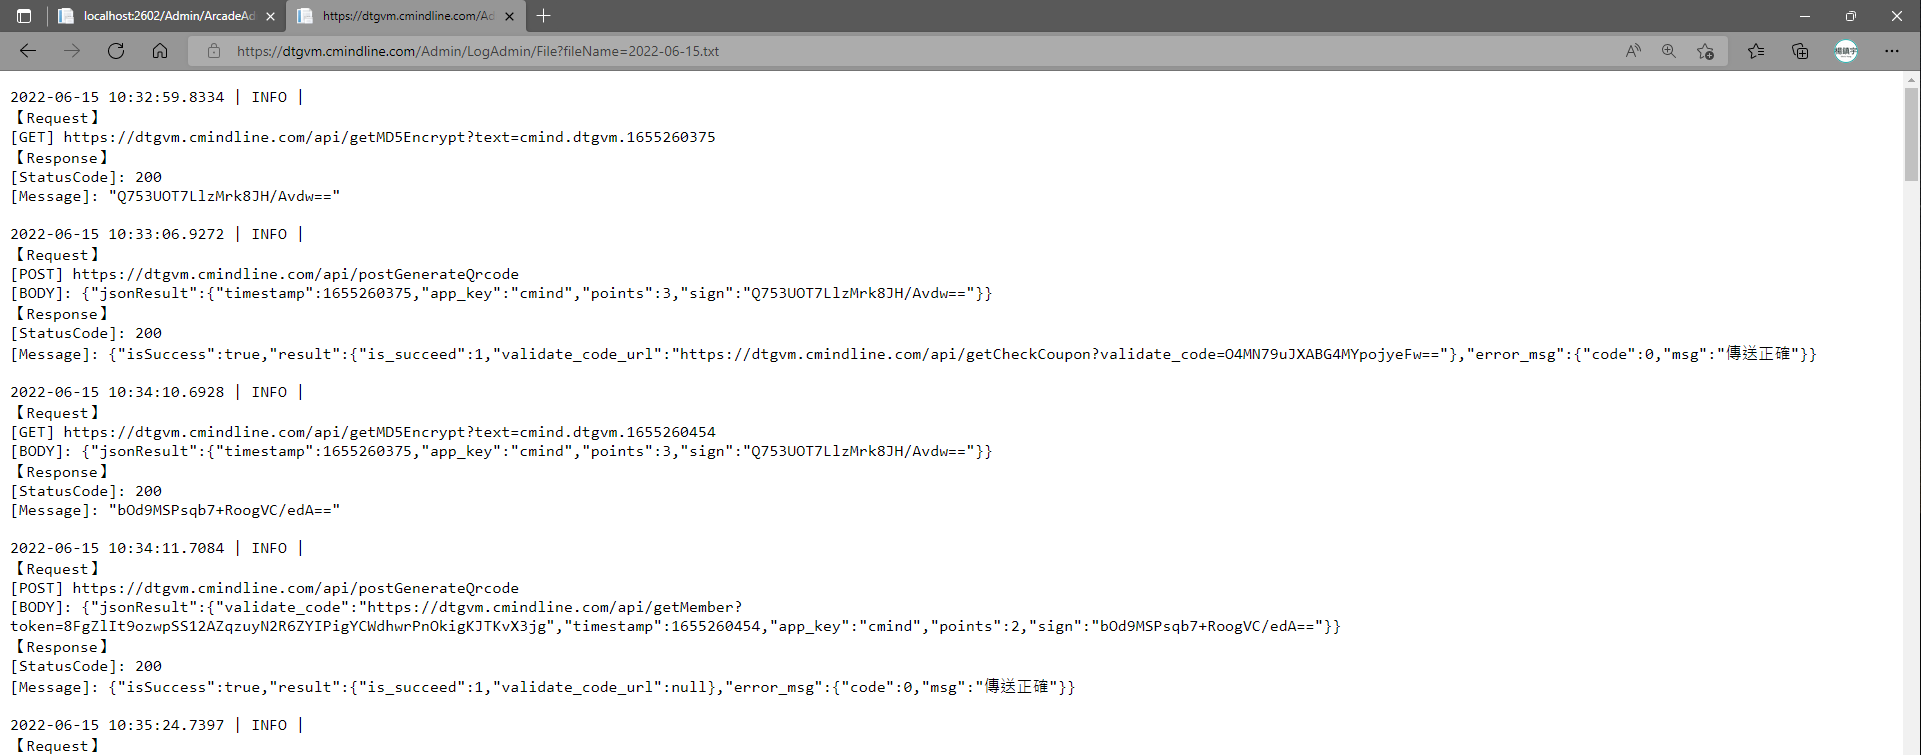 localhost:2602/Admin/ArcadeAd
https://dtgvm.cmindline.com/Ad
https://dtgvm.cmindline.com/Admin/LogAdmin/File?fileName=2022-06-15.txt
楊鎮宇
2022-06-15 10:32:59.8334 | INFO |
【Request】
[GET] https://dtgvm.cmindline.com/api/getMD5Encrypt?text=cmind.dtgvm.1655260375
【Response】
[StatusCode]: 200
[Message]: "Q753UOT7LlzMrk8JH/Avdw=="
2022-06-15 10:33:06.9272 | INFO |
【Request】
[POST] https://dtgvm.cmindline.com/api/postGenerateQrcode
[BODY]: {"jsonResult":{"timestamp":1655260375,"app_key":"cmind","points":3,"sign":"Q753UOT7LlzMrk8JH/Avdw=="}}
【Response】
[StatusCode]: 200
[Message]: {"isSuccess":true,"result":{"is_succeed":1,"validate_code_url":"https://dtgvm.cmindline.com/api/getCheckCoupon?validate_code=O4MN79uJXABG4MYpojyeFw=="},"error_msg":{"code":0,"msg":"傳送正確"}}
2022-06-15 10:34:10.6928 | INFO |
【Request】
[GET] https://dtgvm.cmindline.com/api/getMD5Encrypt?text=cmind.dtgvm.1655260454
[BODY]: {"jsonResult":{"timestamp":1655260375,"app_key":"cmind","points":3,"sign":"Q753UOT7LlzMrk8JH/Avdw=="}}
【Response】
[StatusCode]: 200
[Message]: "bOd9MSPsqb7+RoogVC/edA=="
2022-06-15 10:34:11.7084 | INFO |
【Request】
[POST] https://dtgvm.cmindline.com/api/postGenerateQrcode
[BODY]: {"jsonResult":{"validate_code":"https://dtgvm.cmindline.com/api/getMember?
token=8FgZlIt9ozwpSS12AZqzuyN2R6ZYIPigYCWdhwrPnOkigKJTKvX3jg","timestamp":1655260454,"app_key":"cmind","points":2,"sign":"bOd9MSPsqb7+RoogVC/edA=="}}
【Response】
[StatusCode]: 200
[Message]: {"isSuccess":true,"result":{"is_succeed":1,"validate_code_url":null},"error_msg":{"code":0,"msg":"傳送正確"}}
2022-06-15 10:35:24.7397 | INFO |
【Request】